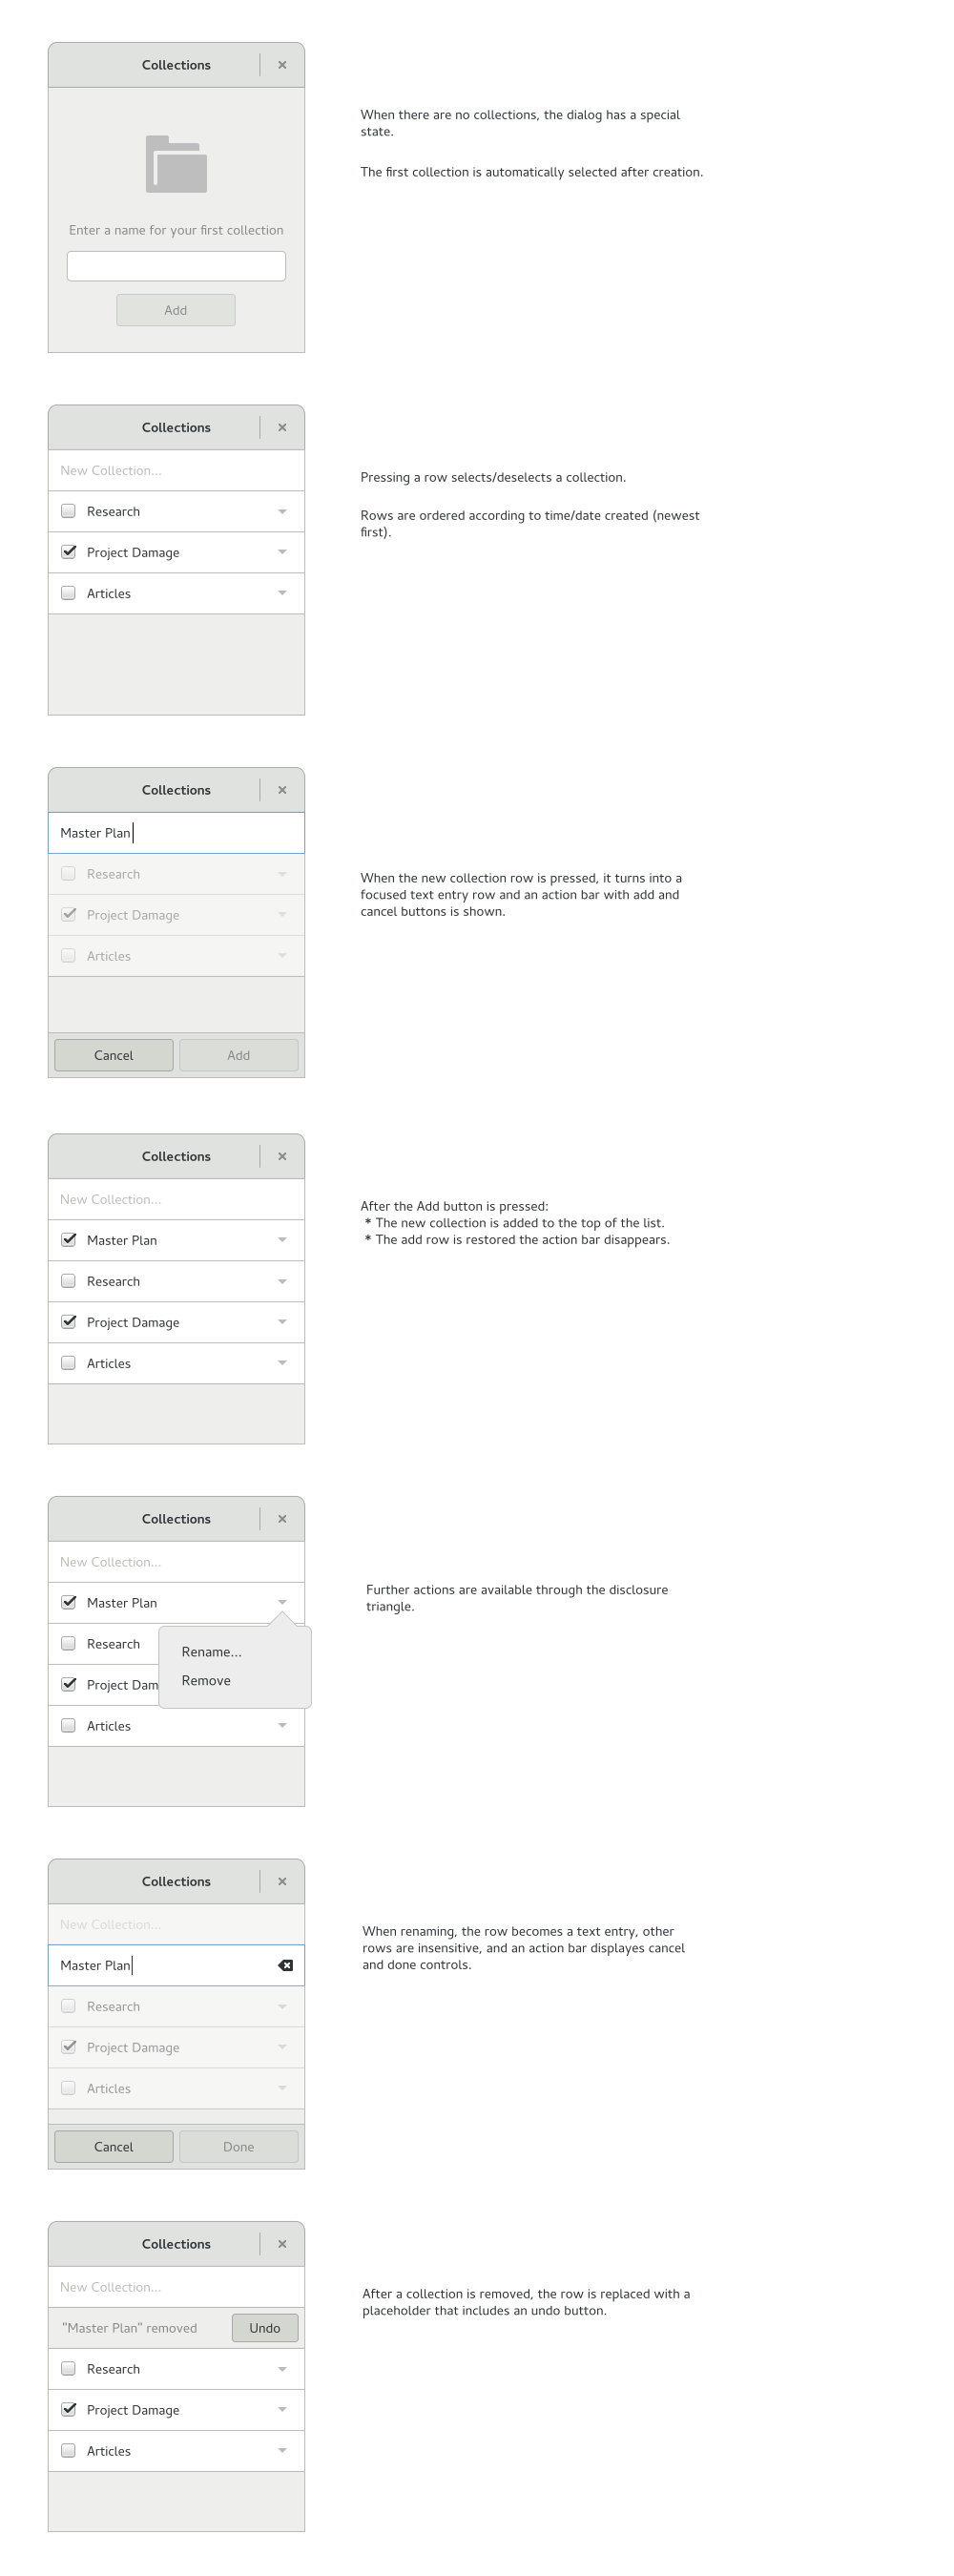 Collections
When there are no collections, the dialog has a special
state.
The first collection is automatically selected after creation.
Enter a name for your first collection
Add
Collections
New Collection...
Research
Project Damage
Articles
Pressing a row selects/deselects a collection.
Rows are ordered according to time/date created (newest
first).
Collections
Master Plan
Research
Project Damage
Articles
Cancel
Add
When the new collection row is pressed, it turns into a
focused text entry row and an action bar with add and
cancel buttons is shown.
Collections
New Collection...
Master Plan
Research
Project Damage
Articles
After the Add button is pressed:
* The new collection is added to the top of the list.
* The add row is restored the action bar disappears.
Collections
New Collection...
Master Plan
Research
Project Dam
Articles
Rename...
Remove
Further actions are available through the disclosure
triangle.
Collections
New Collection...
Master Plan
Research
Project Damage
Articles
Cancel
Done
When renaming, the row becomes a text entry, other
rows are insensitive, and an action bar displayes cancel
and done controls.
Collections
New Collection...
"Master Plan" removed
Undo
Research
Project Damage
Articles
After a collection is removed, the row is replaced with a
placeholder that includes an undo button.